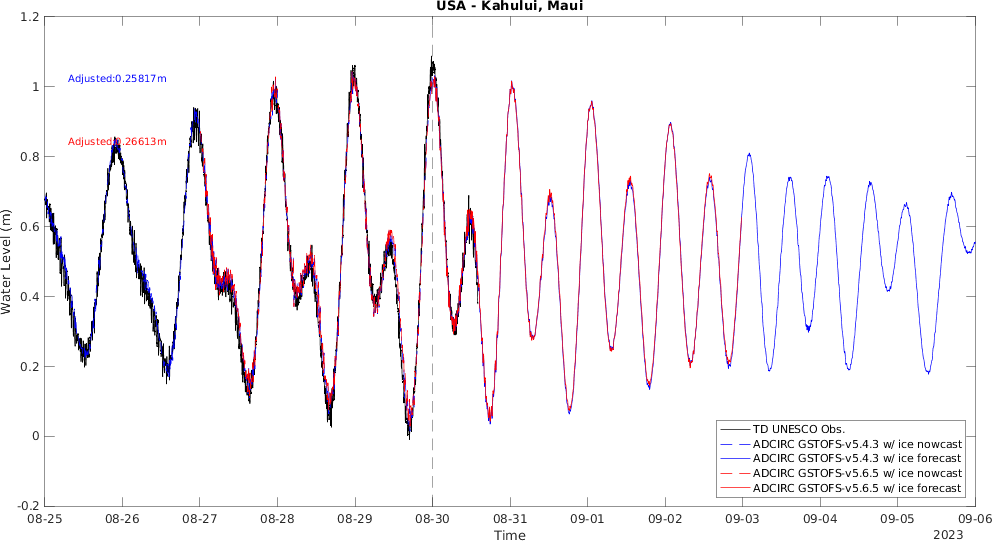 USA - Kahului, Maui
1.2
1
0.8
0.6
0.4
0.2
0
-0.2
Water Level (m)
Adjusted:0.25817m
Adjusted:0.26613m
TD UNESCO Obs.
ADCIRC GSTOFS-v5.4.3 w/ ice nowcast
ADCIRC GSTOFS-v5.4.3 w/ ice forecast
ADCIRC GSTOFS-v5.6.5 w/ ice nowcast
ADCIRC GSTOFS-v5.6.5 w/ ice forecast
08-25 08-26 08-27 08-28 08-29 08-30 08-31 09-01 09-02 09-03 09-04 09-05 09-06
Time
2023